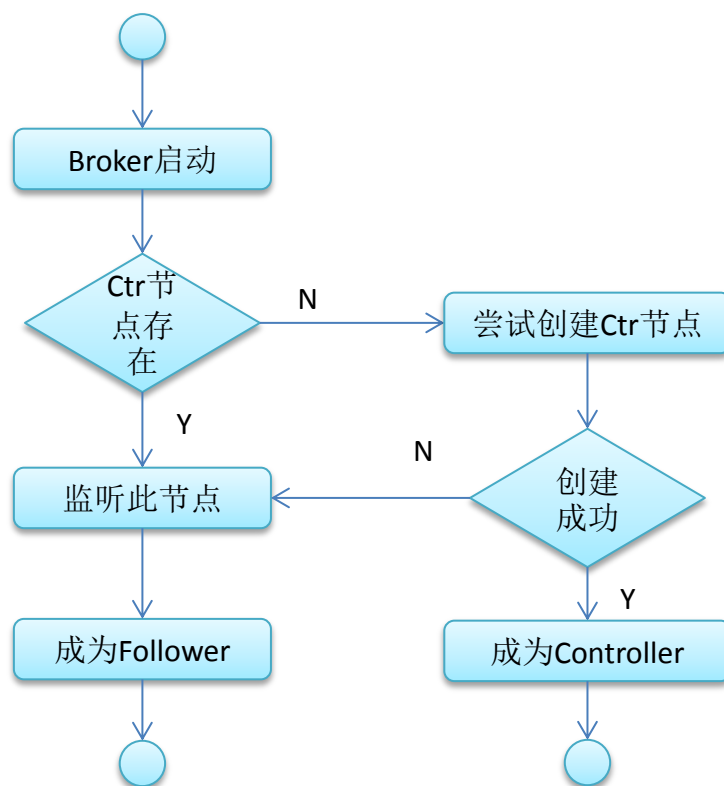 Broker启动
Ctr节
点存
在
N
尝试创建Ctr节点
Y
N
监听此节点
创建
成功
Y
成为Follower
成为Controller